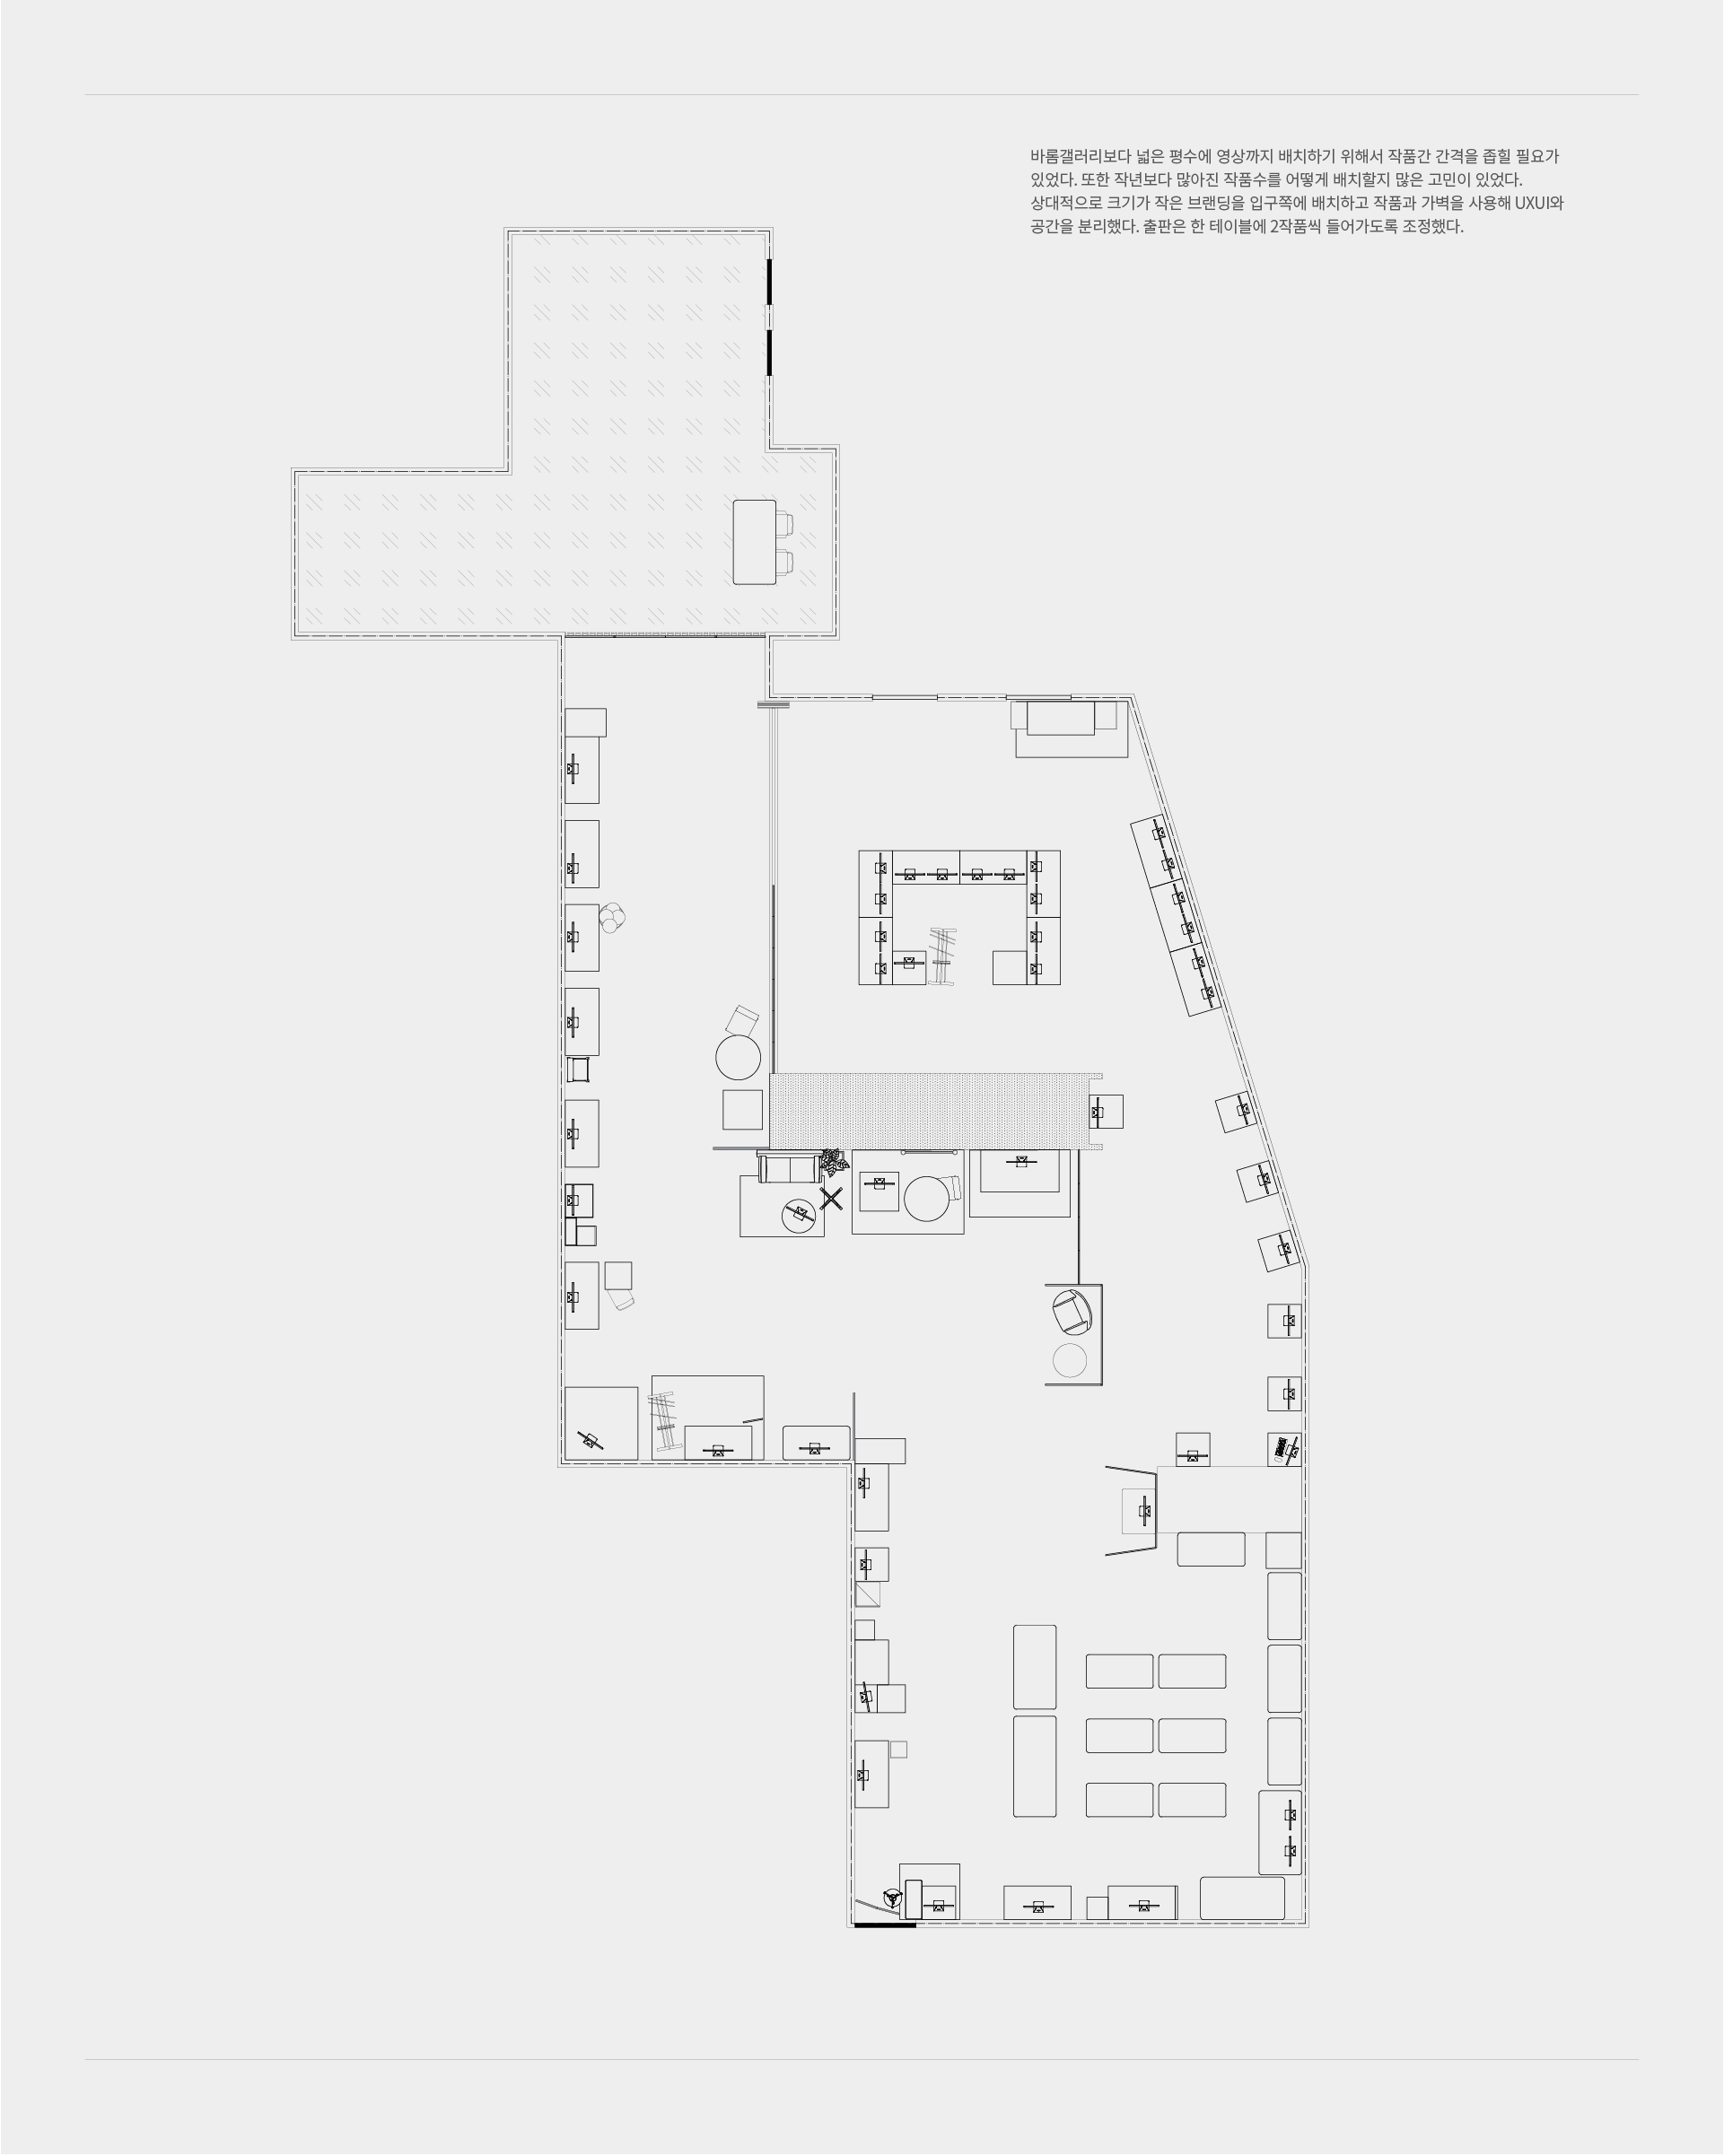 바롬갤러리보다 넓은 평수에 영상까지 배치하기 위해서 작품간 간격을 좁힐 필요가
있었다. 또한 작년보다 많아진 작품수를 어떻게 배치할지 많은 고민이 있었다.
상대적으로 크기가 작은 브랜딩을 입구쪽에 배치하고 작품과 가벽을 사용해 UXUI와
공간을 분리했다. 출판은 한 테이블에 2작품씩 들어가도록 조정했다.